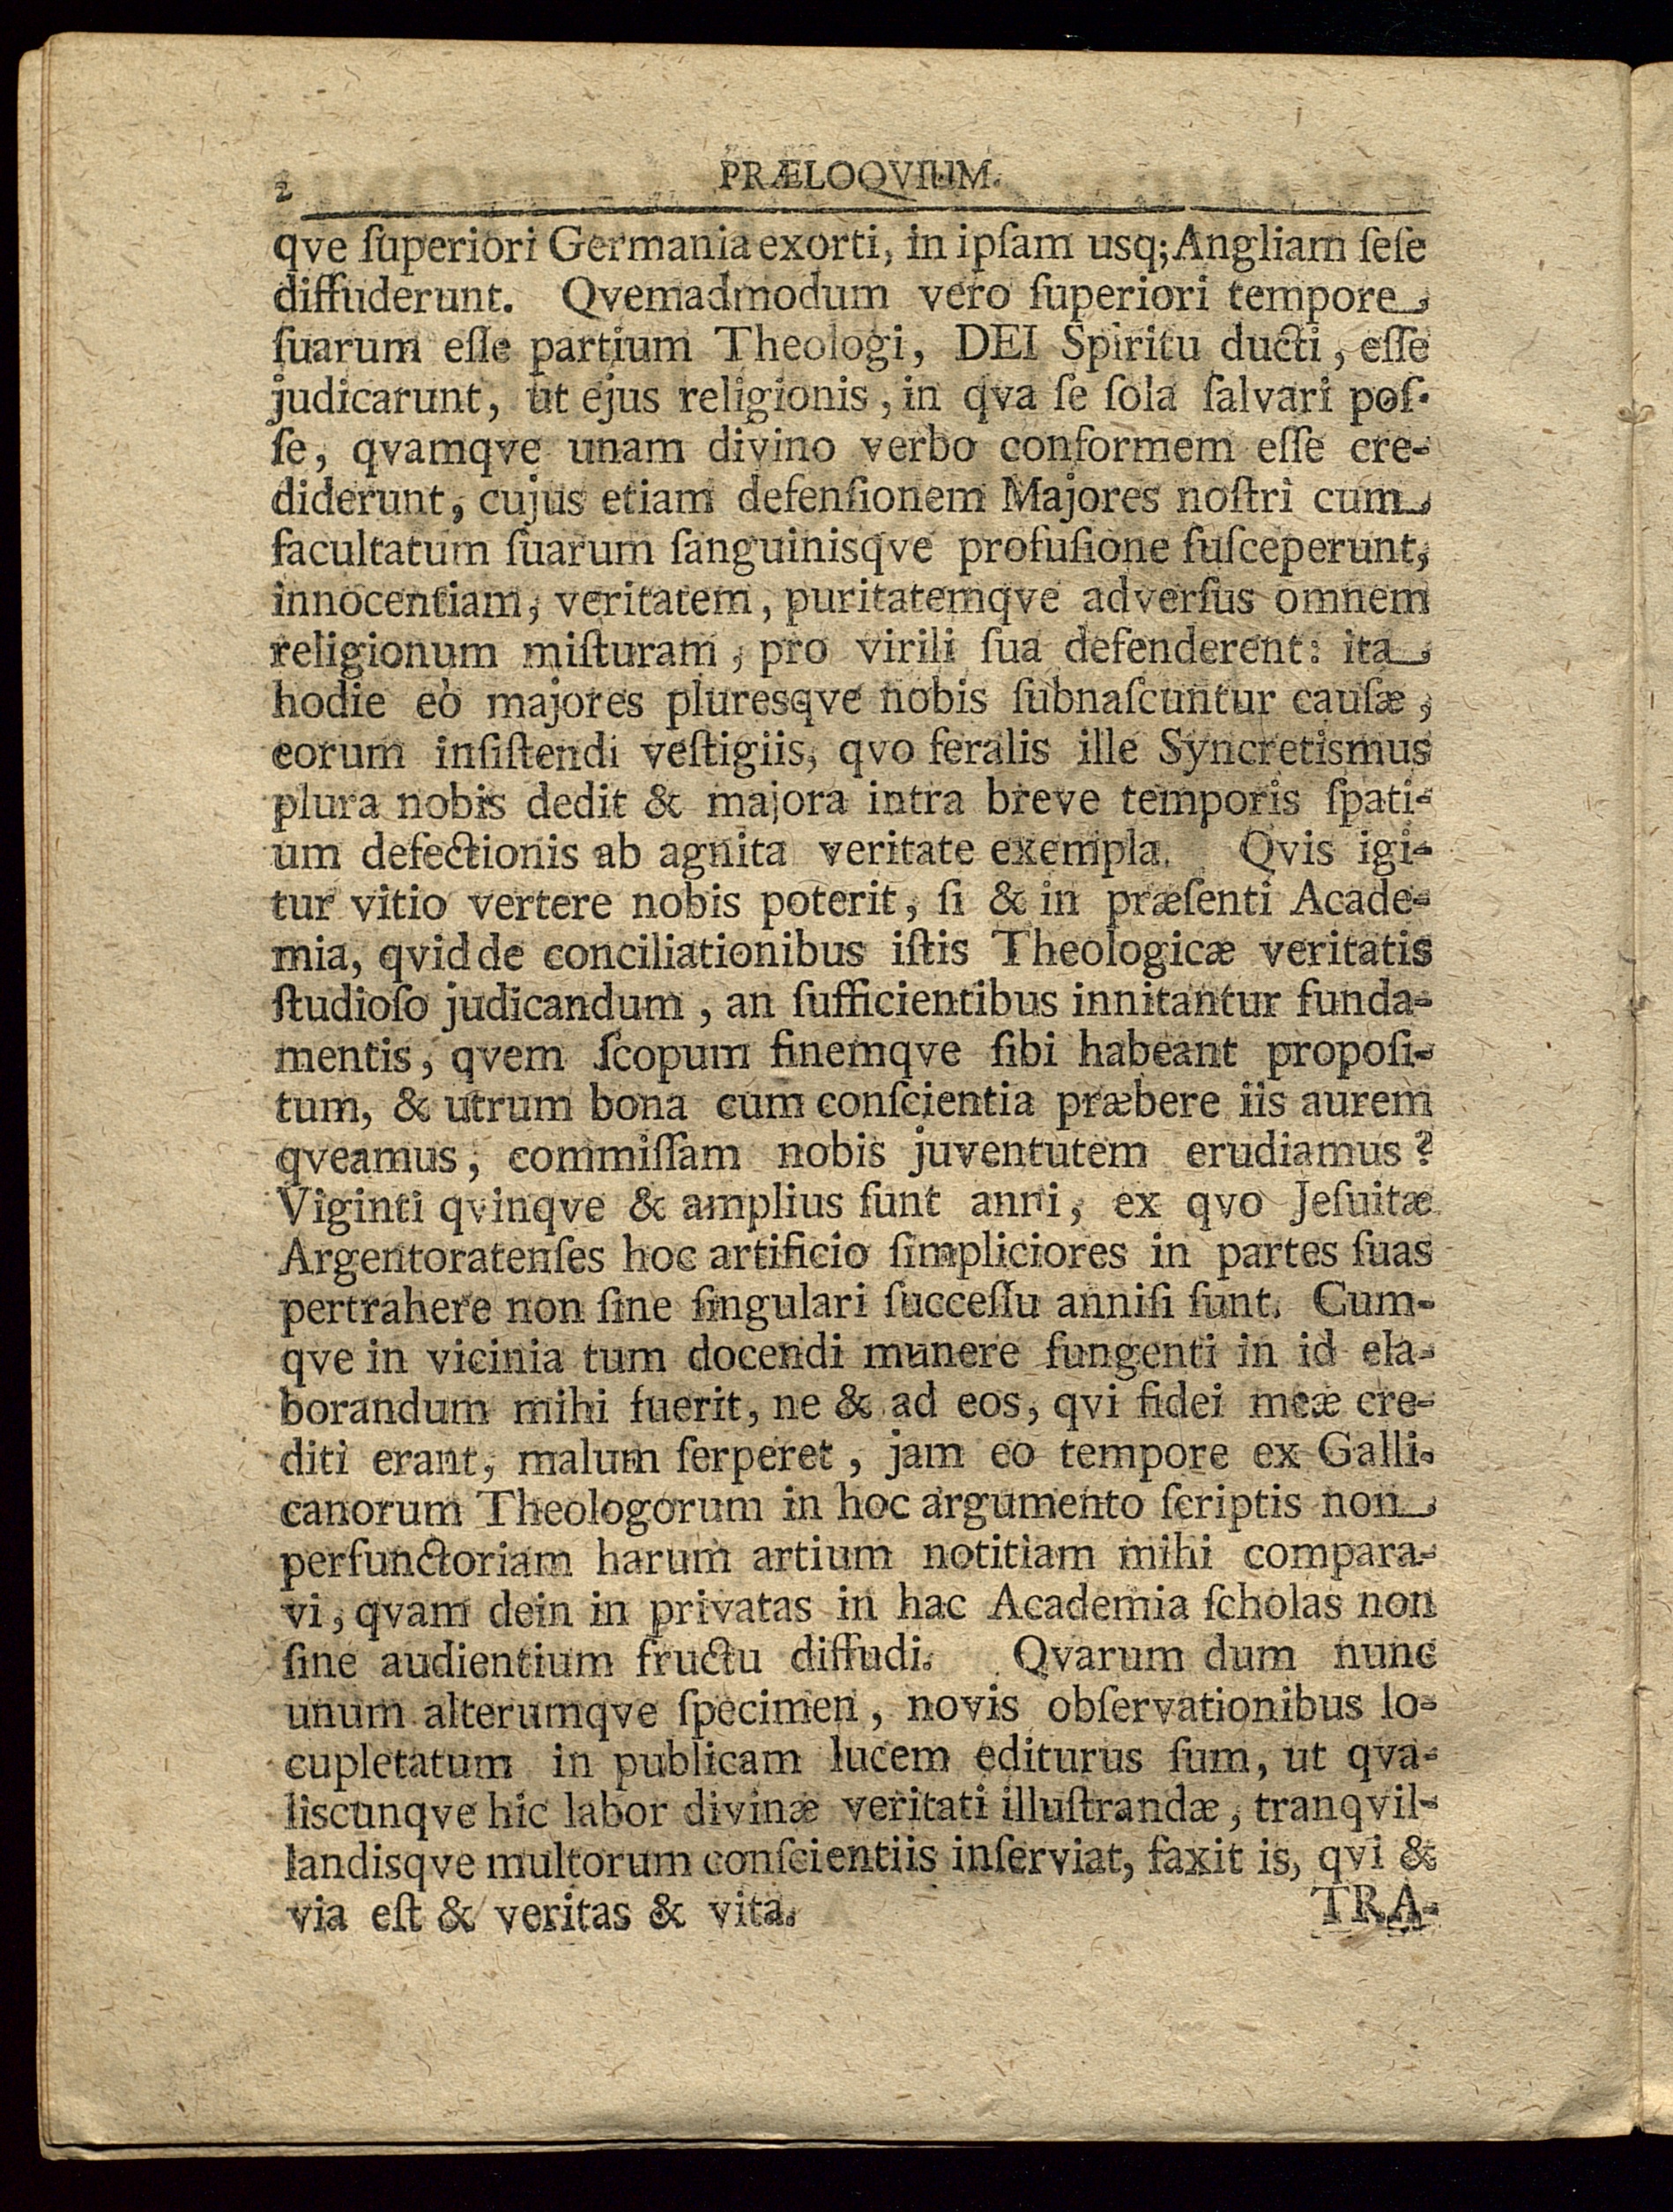 2
PRÆLOQVIUM.
qve ſuperiori Germania exorti, in ipſam usq; Angliam ſeſe
diffuderunt. Qvemadmodum vero ſuperiori tempore
ſuarum eſſe partium Theologi, DEI Spiritu ducti, eſſe
judicarunt, ut ejus religionis, in qva ſe ſola ſalvari poſ-
ſe, qvamqve unam divino verbo conformem eſſe cre-
diderunt, cujus etiam defenſionem Majores noſtri cum
facultatum ſuarum ſanguinisqve profuſione ſuſceperunt,
innocentiam, veritatem, puritatemqve adverſus omnem
religionum miſturam, pro virili ſua defenderent: ita
hodie eò majores pluresqve nobis ſubnaſcuntur cauſæ,
eorum inſiſtendi veſtigiis, qvo feralis ille Syncretismus
plura nobis dedit & majora intra breve temporis ſpati-
um defectionis ab agnita veritate exempla. Qvis igi-
tur vitio vertere nobis poterit, ſi & in præſenti Acade-
mia, qvid de conciliationibus iſtis Theologicæ veritatis
ſtudioſo judicandum, an ſufficientibus innitantur funda-
mentis, qvem ſcopum finemqve ſibi habeant propoſi-
tum, & utrum bona cum conſcientia præbere iis aurem
qveamus, commiſſam nobis juventutem erudiamus?
Viginti qvinqve & amplius ſunt anni, ex qvo Jeſuitæ
Argentoratenſes hoc artificio ſimpliciores in partes ſuas
pertrahere non ſine ſingulari ſucceſſu anniſi ſunt. Cum-
qve in vicinia tum docendi munere fungenti in id ela-
borandum mihi fuerit, ne & ad eos, qvi fidei meæ cre-
diti erant, malum ſerperet, jam eo tempore ex Galli-
canorum Theologorum in hoc argumento ſcriptis non
perfunctoriam harum artium notitiam mihi compara-
vi, qvam dein in privatas in hac Academia ſcholas non
ſine audientium fructu diffudi. Qvarum dum nunc
unum alterumqve ſpecimen, novis obſervationibus lo-
cupletatum in publicam lucem editurus ſum, ut qva-
liscunqve hic labor divinæ veritati illuſtrandæ, tranqvil-
landisqve multorum conſcientiis inſerviat, faxit is, qvi &
via eſt & veritas & vita.
TRA-